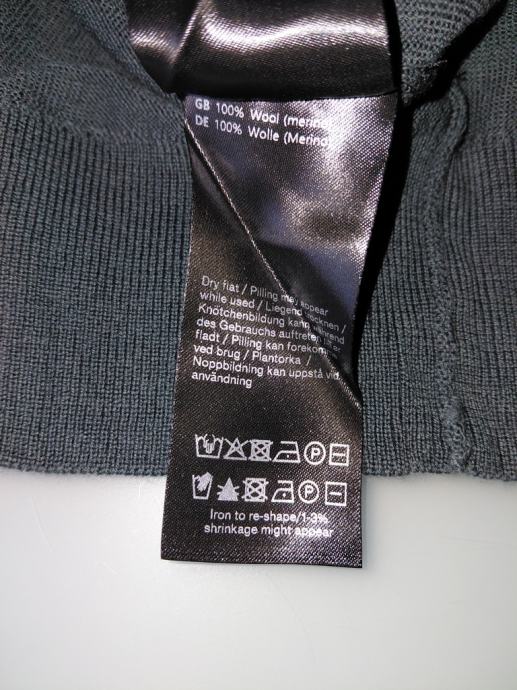 GB 100% Wool (merino
DE 100% Wolle (Merino
Dry flat / Pilling may appear
while used / Liegend trocknen /
Knötchenbildung kann während
des Gebrauchs auftreten
fladt / Pilling kan forekom
ved brug / Plantorka /
Noppbildning kan uppstå vid
användning
P
P
Iron to re-shape/1-3%
shrinkage might appear